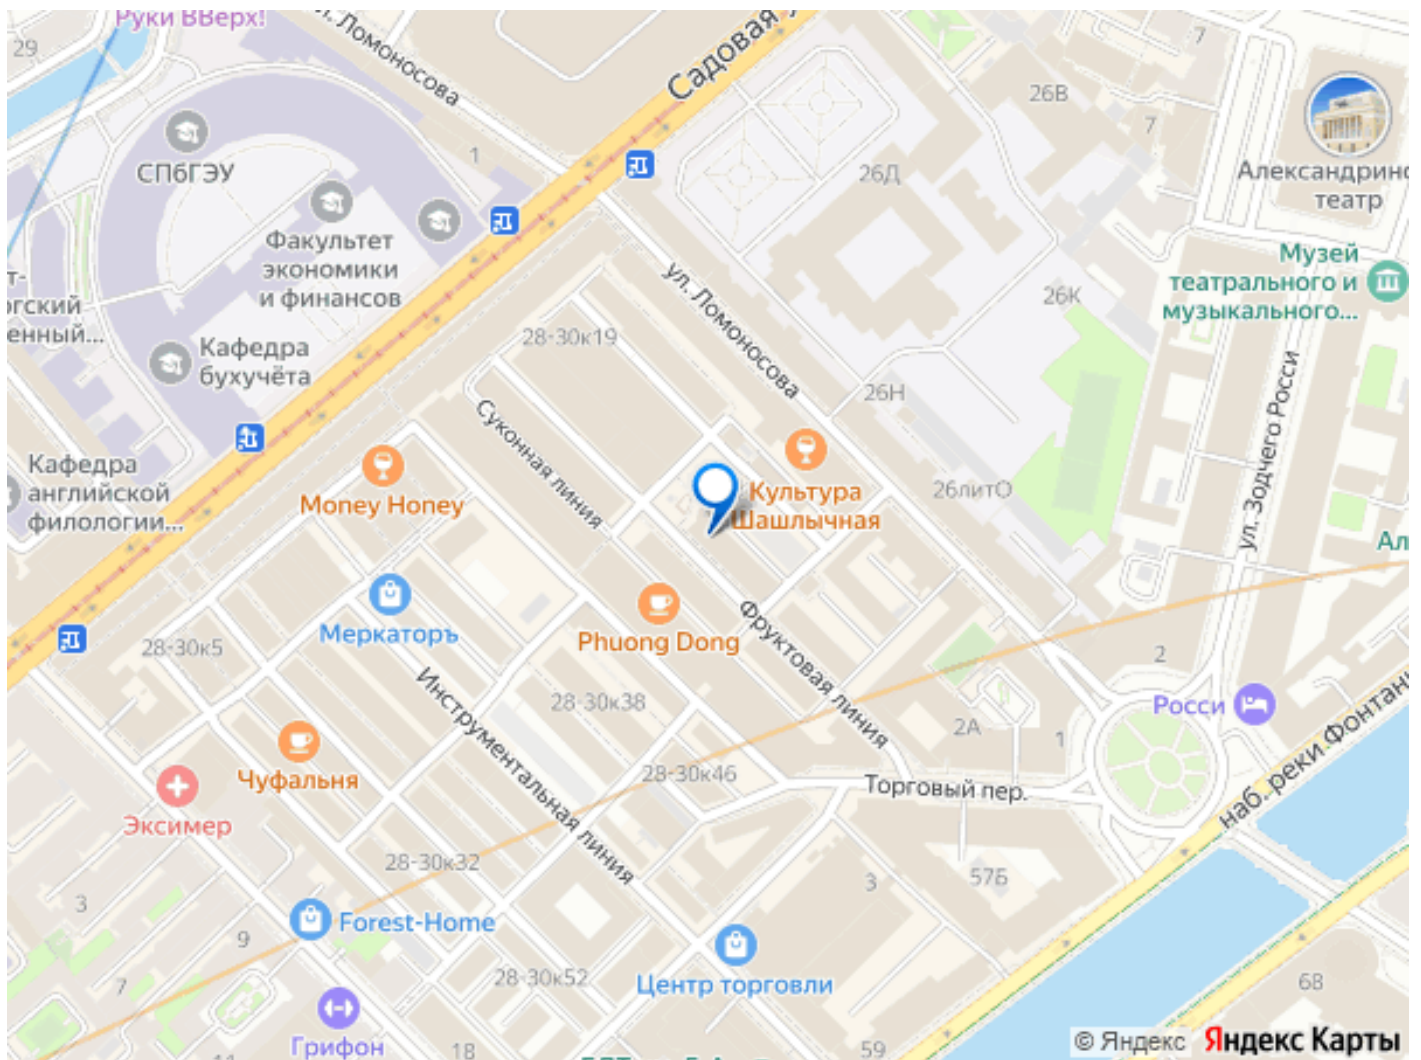 Руки ВВерх!
29
ул. Ломоносова
Садовая
7
26В
7
СПбГЭУ
1
26Д
Александринс
театр
Факультет
экономики
и финансов
Музей
театрального и
музыкального...
т-
ргский
енный...
Кафедра
бухучёта
28-30к19
ул. Ломоносова
26К
26Н
Суконная линия
ул. Зодчего Росси
Кафедра
английской
филологии...
Money Honey
Культура
Шашлычная
26литО
Ал
Меркаторъ
28-30к5
Phuong Dong
Фруктовая линия
2
Инструментальная линия
28-30к38
2А
1
Росси
наб. реки Фонтанк
Чуфальня
28-30к46
Торговый пер.
Эксимер
28-30к32
3
57Б
3
Forest-Home
9
7
28-30к52
Центр торговли
68
Грифон
18
59
© Яндекс Яндекс Карты